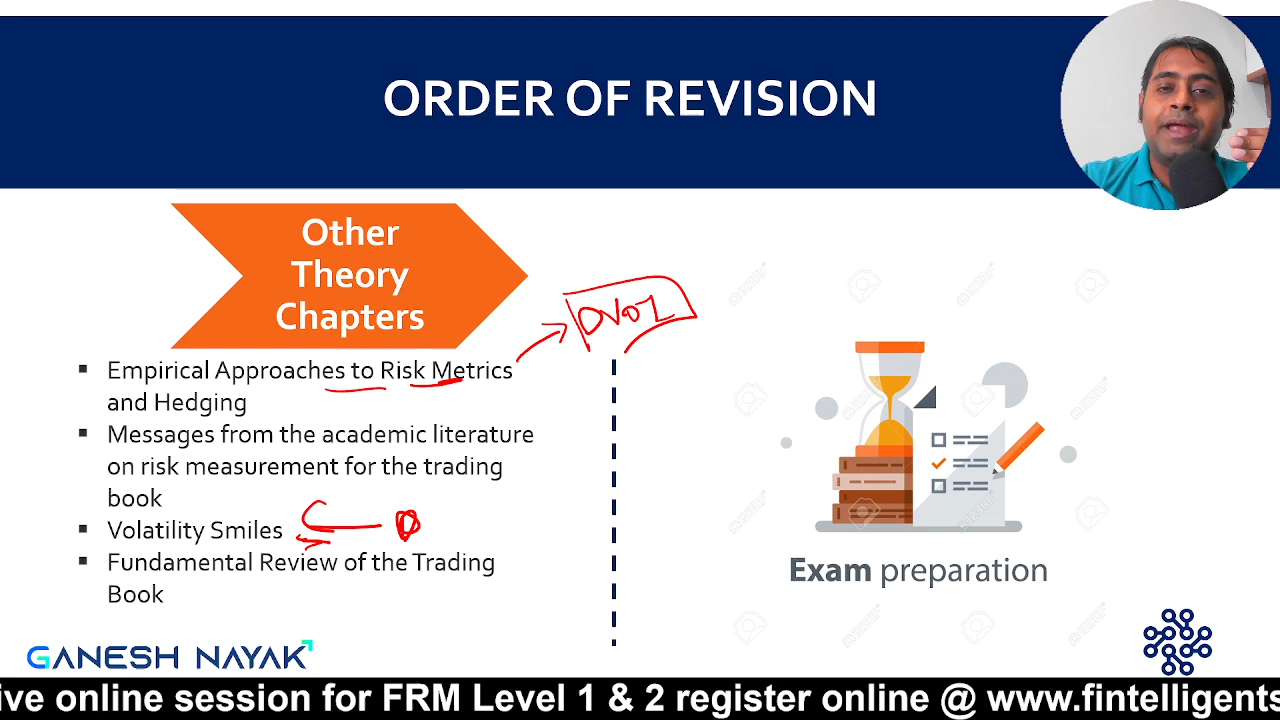 ORDER OF REVISION
Other
Theory
Chapters
DV01
▪ Empirical Approaches to Risk Metrics
and Hedging
▪ Messages from the academic literature
on risk measurement for the trading
book
▪ Volatility Smiles
▪ Fundamental Review of the Trading
Book
Exam preparation
GANESH NAYAK
ive online session for FRM Level 1 & 2 register online @ www.fintelligents